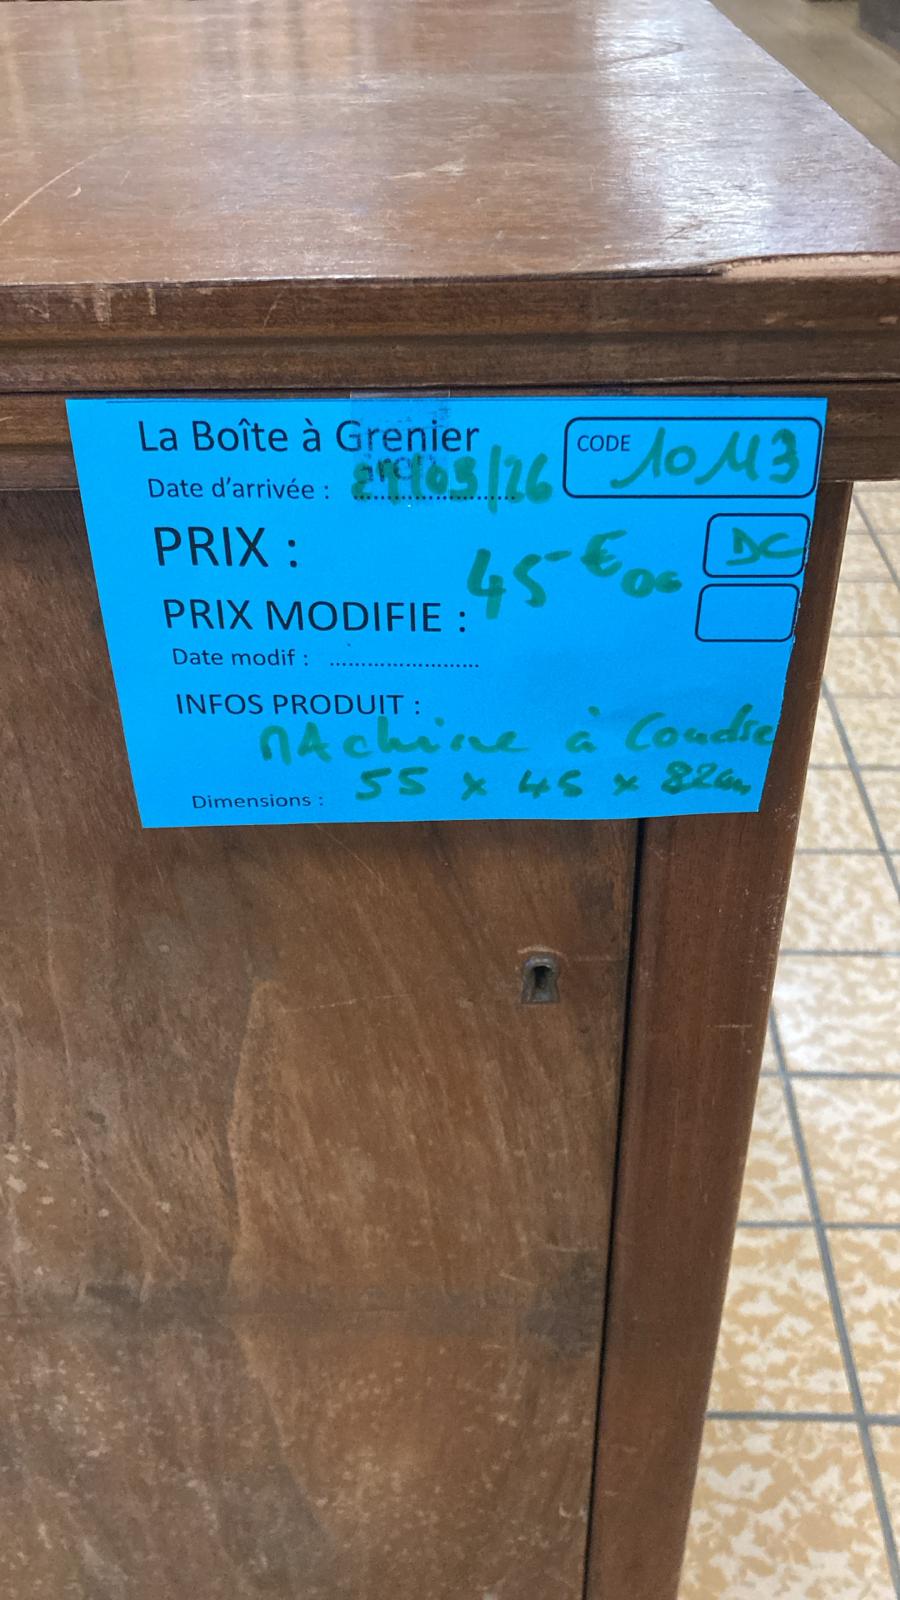 La Boîte à Grenier
CODE 10113
Date d'arrivée : /03/26
PRIX : 45 € 00
DC
PRIX MODIFIE :
Date modif : ........................
INFOS PRODUIT :
MAchine à Coudre
Dimensions : 55 x 45 x 82cm